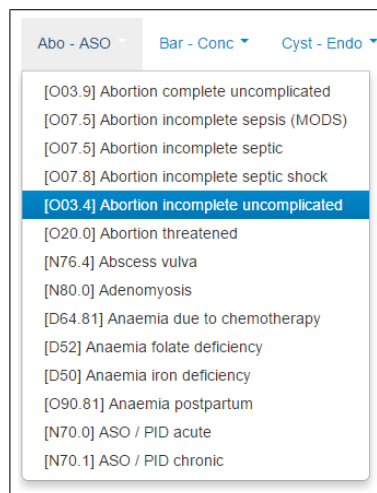 Abo - ASO Bar - Conc Cyst - Endo
[O03.9] Abortion complete uncomplicated
[O07.5] Abortion incomplete sepsis (MODS)
[O07.5] Abortion incomplete septic
[O07.8] Abortion incomplete septic shock
[O03.4] Abortion incomplete uncomplicated
[O20.0] Abortion threatened
[N76.4] Abscess vulva
[N80.0] Adenomyosis
[D64.81] Anaemia due to chemotherapy
[D52] Anaemia folate deficiency
[D50] Anaemia iron deficiency
[O90.81] Anaemia postpartum
[N70.0] ASO / PID acute
[N70.1] ASO / PID chronic